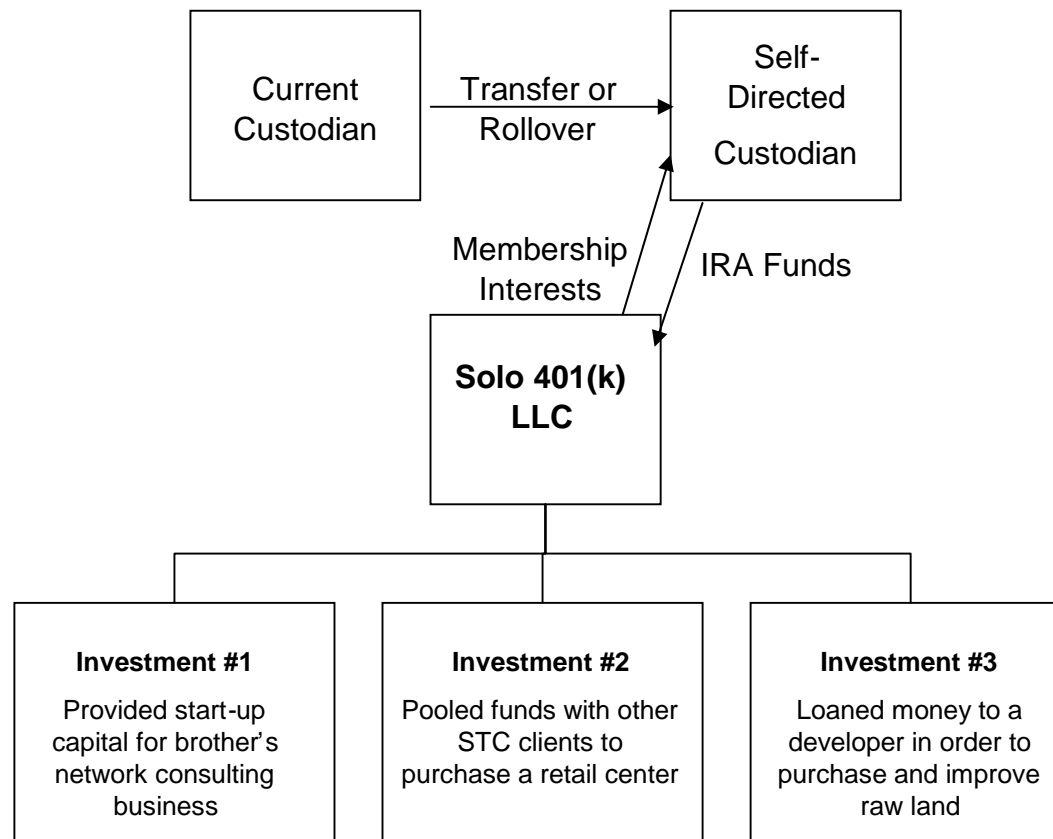 Current
Custodian
Transfer or
Rollover
Self-
Directed
Custodian
Membership
Interests
IRA Funds
Solo 401(k)
LLC
Investment #1
Provided start-up
capital for brother’s
network consulting
business
Investment #2
Pooled funds with other
STC clients to
purchase a retail center
Investment #3
Loaned money to a
developer in order to
purchase and improve
raw land